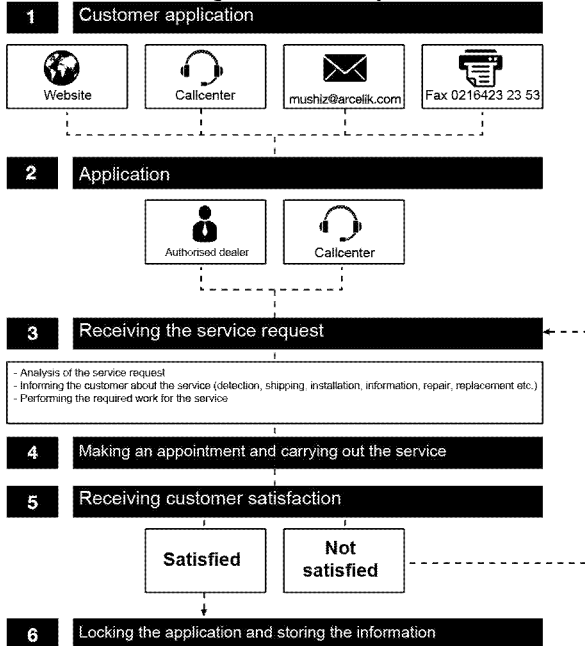 1 Customer application
Website
Callcenter
mushiz@arcelik.com
Fax 0216423 23 53
2 Application
Authorised dealer
Callcenter
3 Receiving the service request
- Analysis of the service request
- Informing the customer about the service (detection, shipping, installation, information, repair, replacement etc.)
- Performing the required work for the service
4 Making an appointment and carrying out the service
5 Receiving customer satisfaction
Satisfied
Not
satisfied
6 Locking the application and storing the information